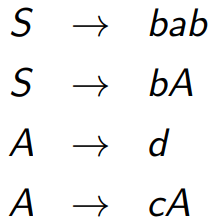 S → bab
S → bA
A → d
A → cA